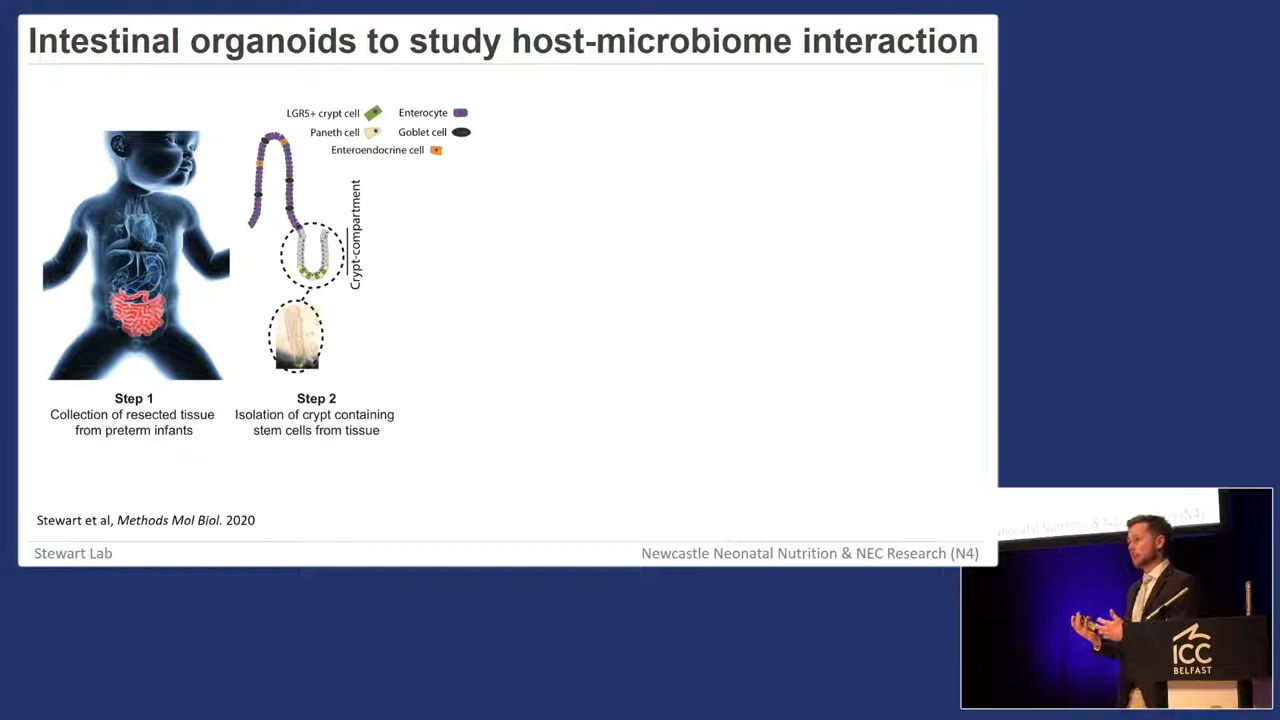 Intestinal organoids to study host-microbiome interaction
LGR5+ crypt cell
Enterocyte
Paneth cell
Goblet cell
Enteroendocrine cell
Crypt-compartment
Step 1
Collection of resected tissue
from preterm infants
Step 2
Isolation of crypt containing
stem cells from tissue
Stewart et al, Methods Mol Biol. 2020
Stewart Lab
Newcastle Neonatal Nutrition & NEC Research (N4)
ICC
BELFAST